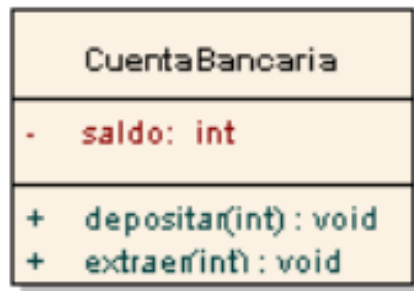 CuentaBancaria
- saldo: int
+ depositar(int) : void
+ extraer(int) : void